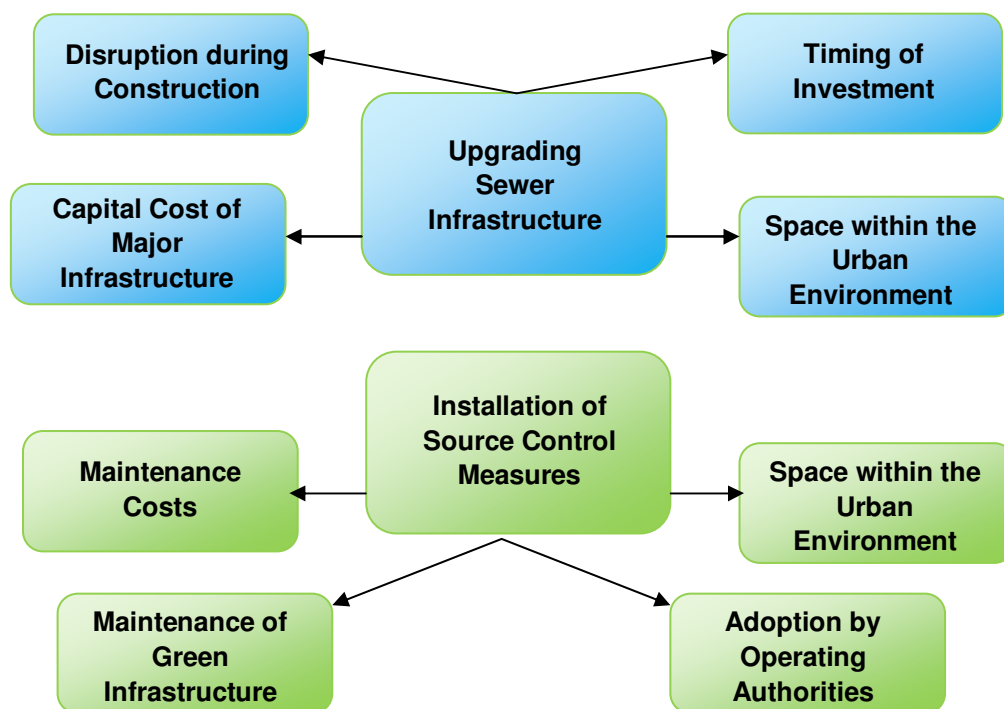 Disruption during
Construction
Timing of
Investment
Upgrading
Sewer
Infrastructure
Capital Cost of
Major
Infrastructure
Space within the
Urban
Environment
Installation of
Source Control
Measures
Maintenance
Costs
Space within the
Urban
Environment
Maintenance of
Green
Infrastructure
Adoption by
Operating
Authorities